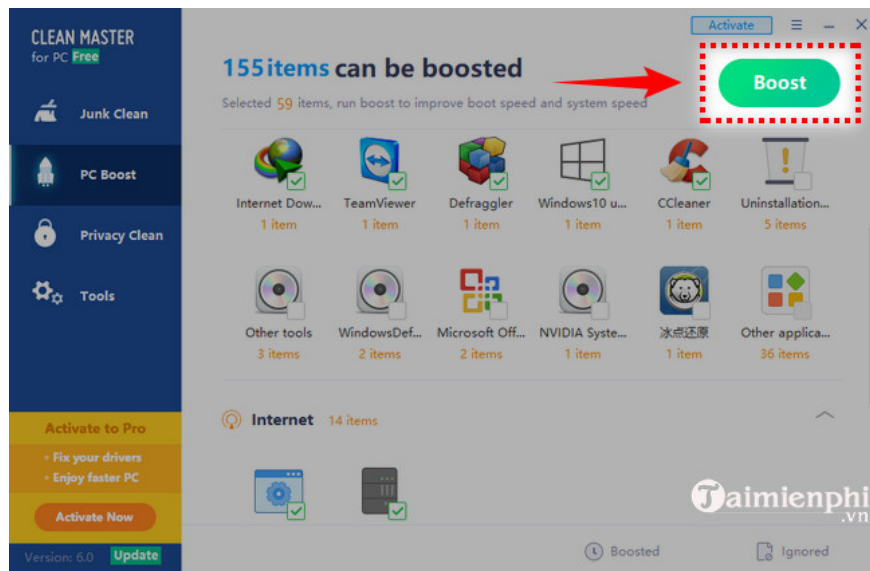 CLEAN MASTER
for PC Free
Junk Clean
PC Boost
Privacy Clean
Tools
Activate to Pro
• Fix your drivers
• Enjoy faster PC
Activate Now
Version: 6.0 Update
Activate
155 items can be boosted
Selected 59 items, run boost to improve boot speed and system speed
Boost
Internet Dow... TeamViewer Defraggler Windows10 u... CCleaner Uninstallation...
1 item 1 item 1 item 1 item 1 item 5 items
Other tools WindowsDef... Microsoft Off... NVIDIA Syste... 冰点还原 Other applica...
3 items 2 items 2 items 1 item 1 item 36 items
Internet 14 items
Taimienphi
.vn
Boosted Ignored